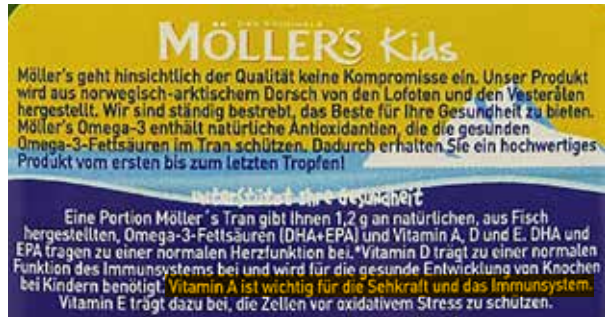 MÖLLER'S Kids
Möller's geht hinsichtlich der Qualität keine Kompromisse ein. Unser Produkt
wird aus norwegisch-arktischem Dorsch von den Lofoten und den Vesterålen
hergestellt. Wir sind ständig bestrebt, das Beste für Ihre Gesundheit zu bieten.
Möller's Omega-3 enthält natürliche Antioxidantien, die die gesunden
Omega-3-Fettsäuren im Tran schützen. Dadurch erhalten Sie ein hochwertiges
Produkt vom ersten bis zum letzten Tropfen!
unterstützt Ihre Gesundheit
Eine Portion Möller´s Tran gibt Ihnen 1,2 g an natürlichen, aus Fisch
hergestellten, Omega-3-Fettsäuren (DHA+EPA) und Vitamin A, D und E. DHA und
EPA tragen zu einer normalen Herzfunktion bei.*Vitamin D trägt zu einer normalen
Funktion des Immunsystems bei und wird für die gesunde Entwicklung von Knochen
bei Kindern benötigt. Vitamin A ist wichtig für die Sehkraft und das Immunsystem.
Vitamin E trägt dazu bei, die Zellen vor oxidativem Stress zu schützen.